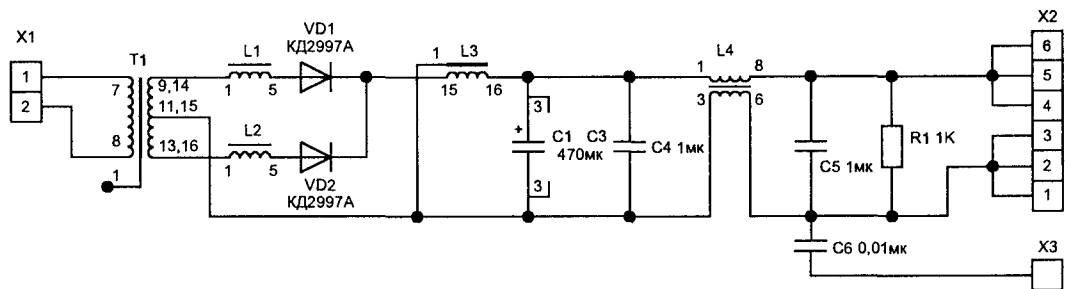 X1
1
2
T1
7
8
1
9,14
11,15
13,16
L1
1 5
L2
1 5
VD1
КД2997А
VD2
КД2997А
1 L3
15 16
3
+
C1
470мк
3
C3
C4 1мк
L4
1 8
3 6
C5 1мк
R1 1K
C6 0,01мк
X2
6
5
4
3
2
1
X3